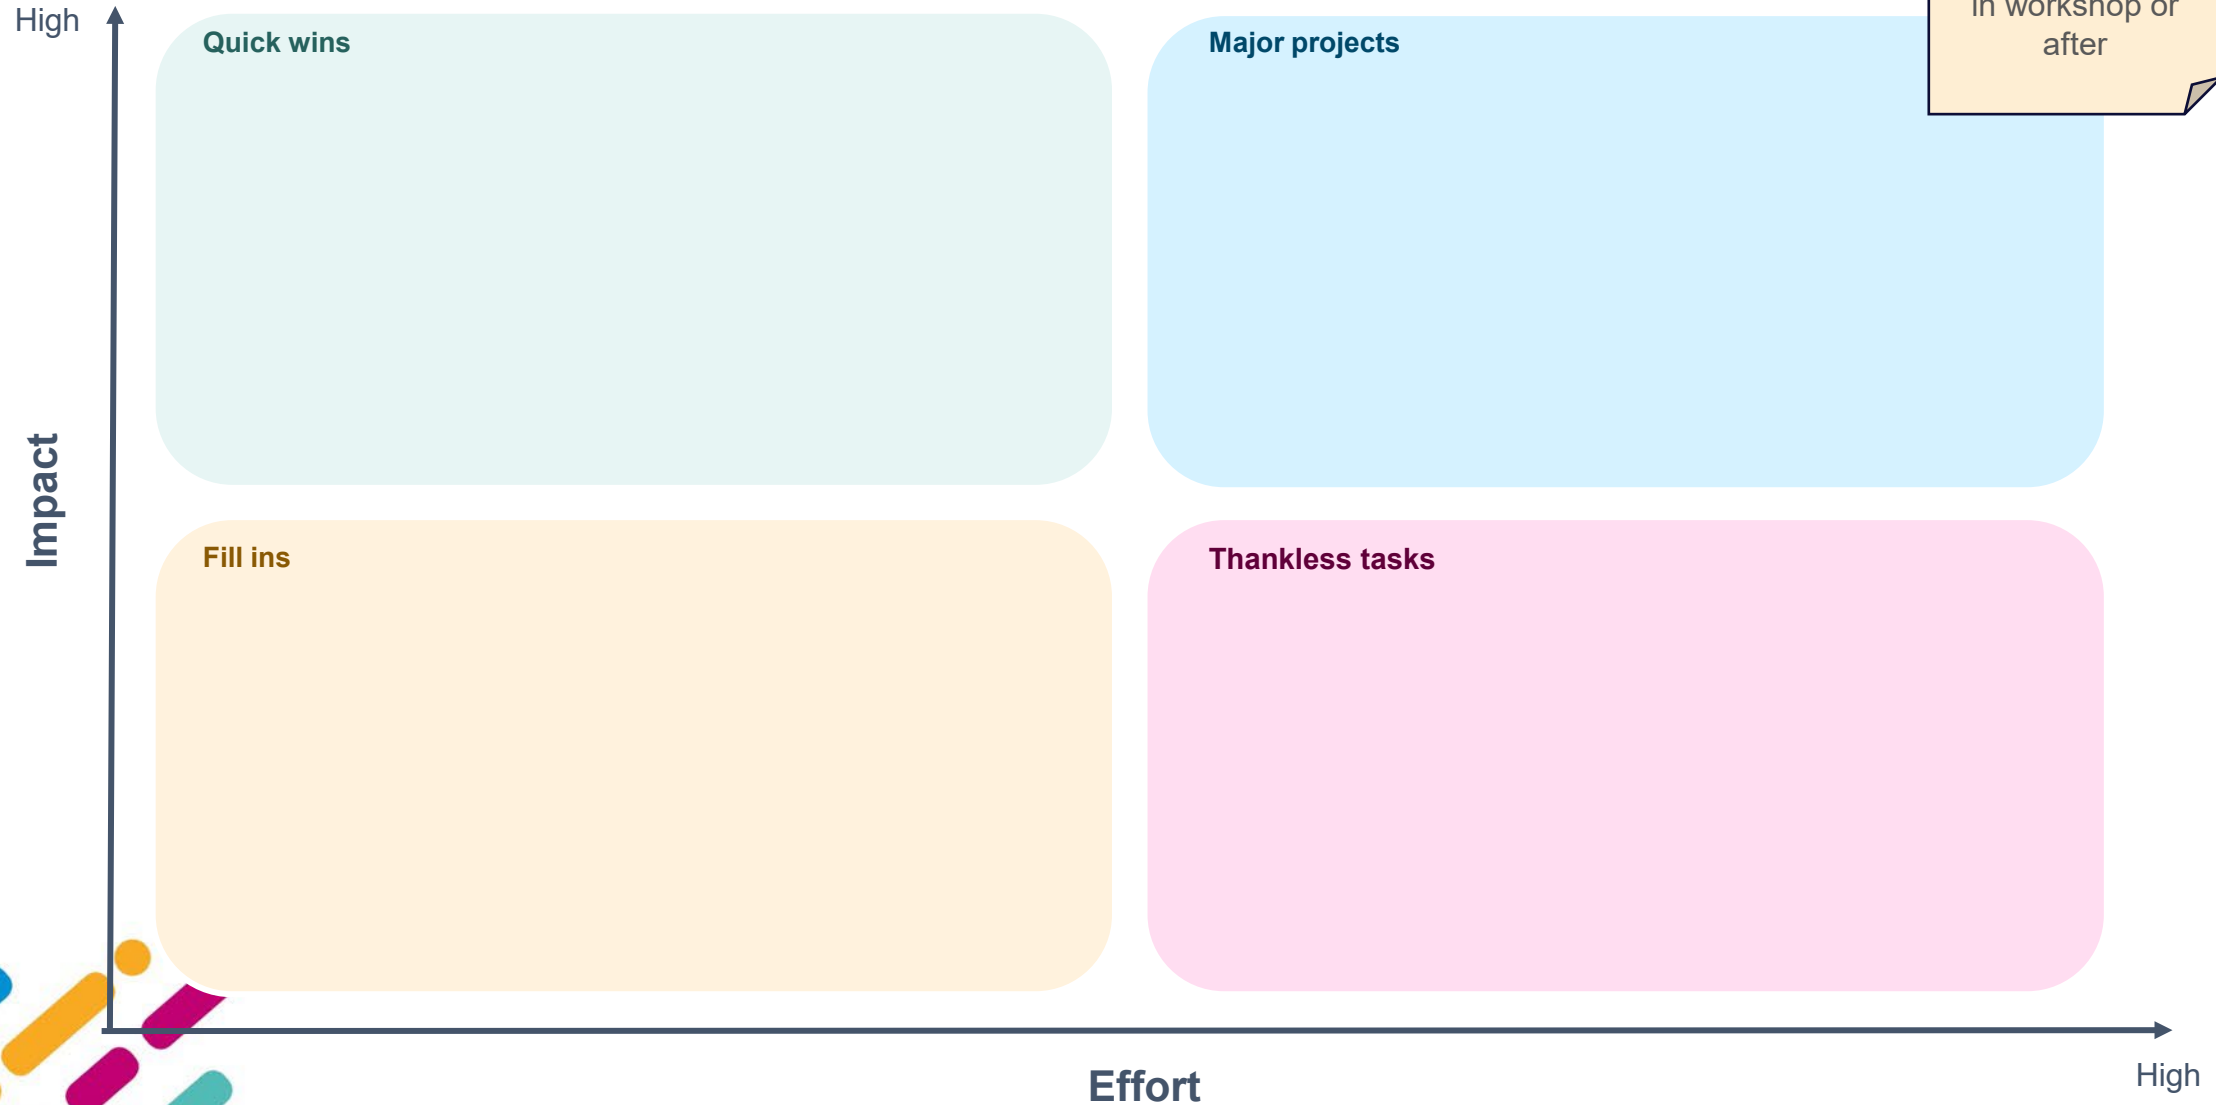 High
Quick wins
Major projects
in workshop or
after
Impact
Fill ins
Thankless tasks
Effort
High